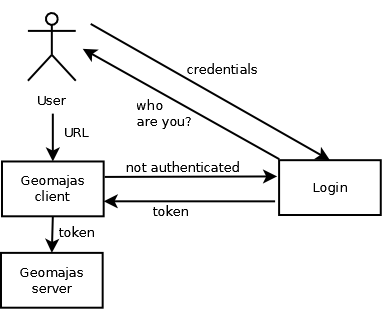 credentials
who
are you?
User
URL
not authenticated
Geomajas
client
Login
token
token
Geomajas
server